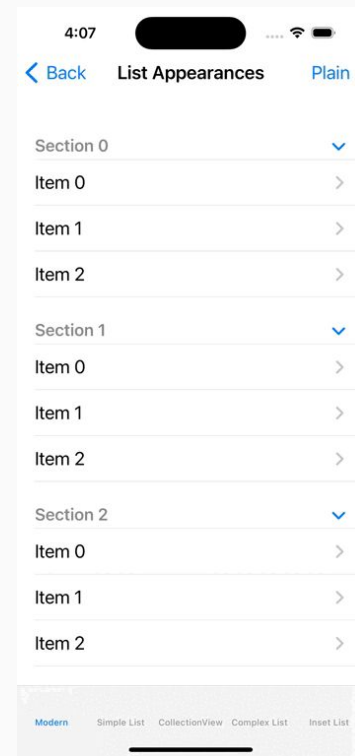 4:07
Back List Appearances Plain
Section 0
Item 0
Item 1
Item 2
Section 1
Item 0
Item 1
Item 2
Section 2
Item 0
Item 1
Item 2
Modern Simple List CollectionView Complex List Inset List